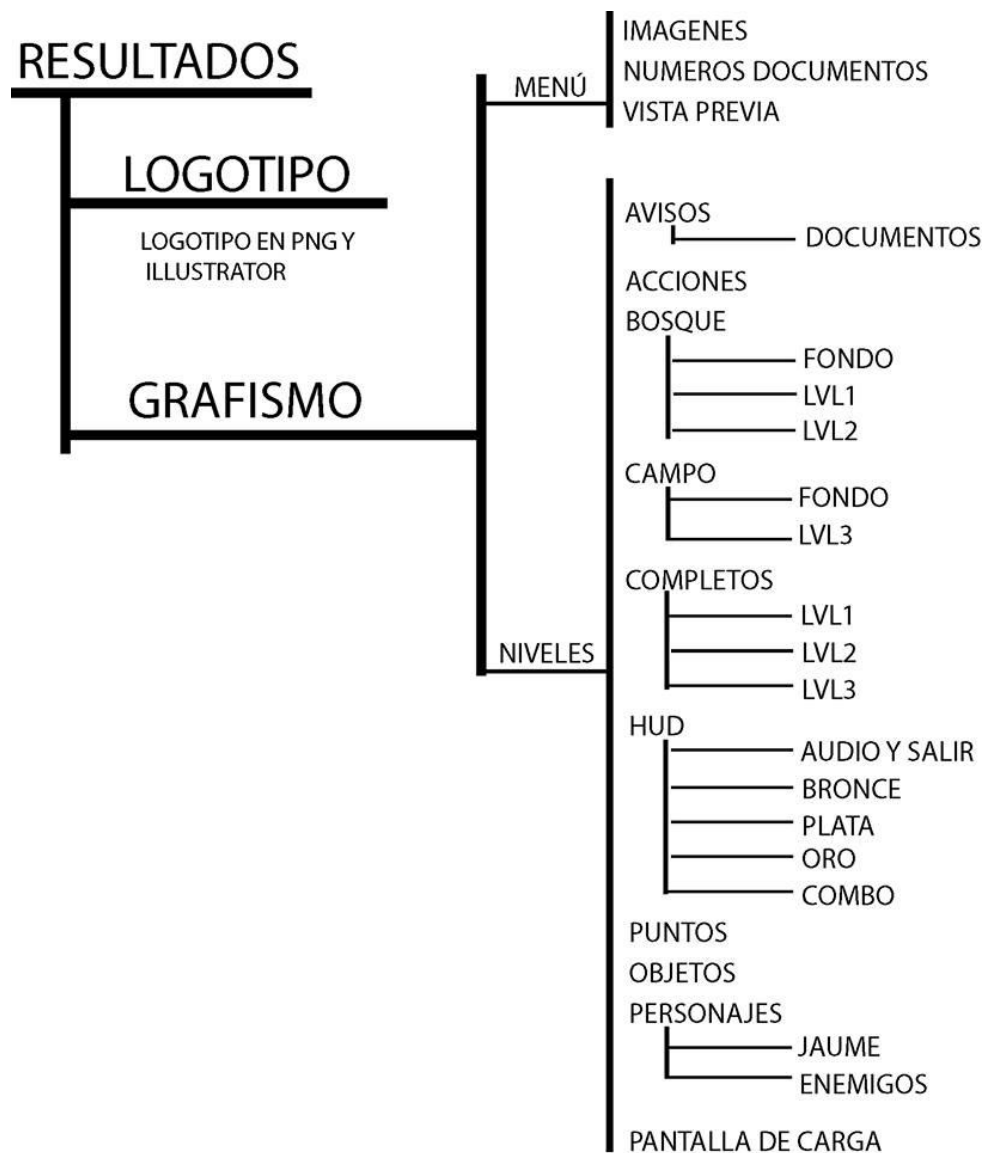 RESULTADOS
LOGOTIPO
LOGOTIPO EN PNG Y
ILLUSTRATOR
GRAFISMO
MENÚ
IMAGENES
NUMEROS DOCUMENTOS
VISTA PREVIA
NIVELES
AVISOS
DOCUMENTOS
ACCIONES
BOSQUE
FONDO
LVL1
LVL2
CAMPO
FONDO
LVL3
COMPLETOS
LVL1
LVL2
LVL3
HUD
AUDIO Y SALIR
BRONCE
PLATA
ORO
COMBO
PUNTOS
OBJETOS
PERSONAJES
JAUME
ENEMIGOS
PANTALLA DE CARGA